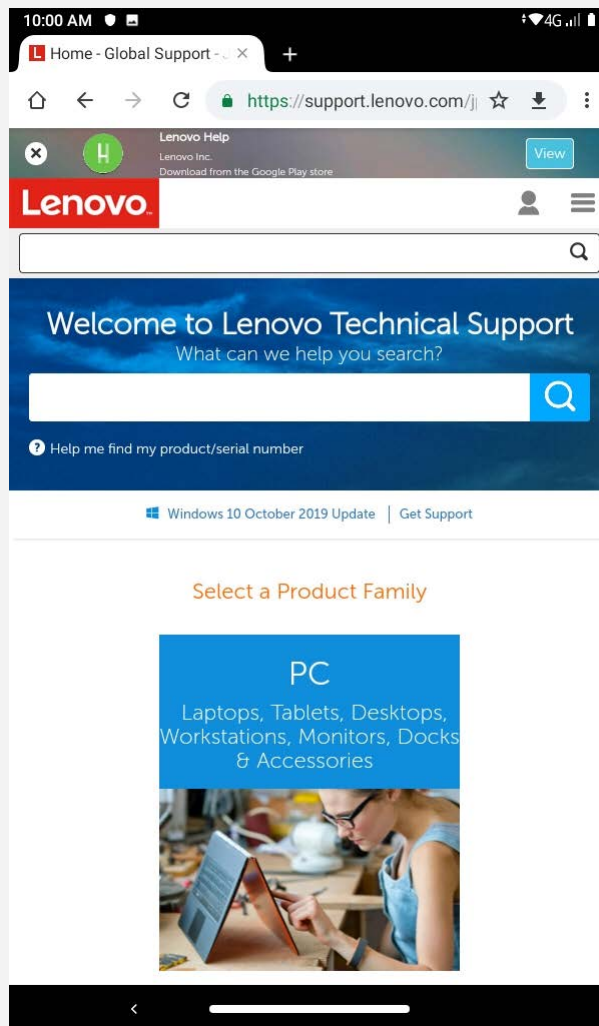 10:00 AM
4G
L Home - Global Support - J
https://support.lenovo.com/j
H
Lenovo Help
Lenovo Inc.
Download from the Google Play store
View
Lenovo
Welcome to Lenovo Technical Support
What can we help you search?
? Help me find my product/serial number
Windows 10 October 2019 Update | Get Support
Select a Product Family
PC
Laptops, Tablets, Desktops,
Workstations, Monitors, Docks
& Accessories